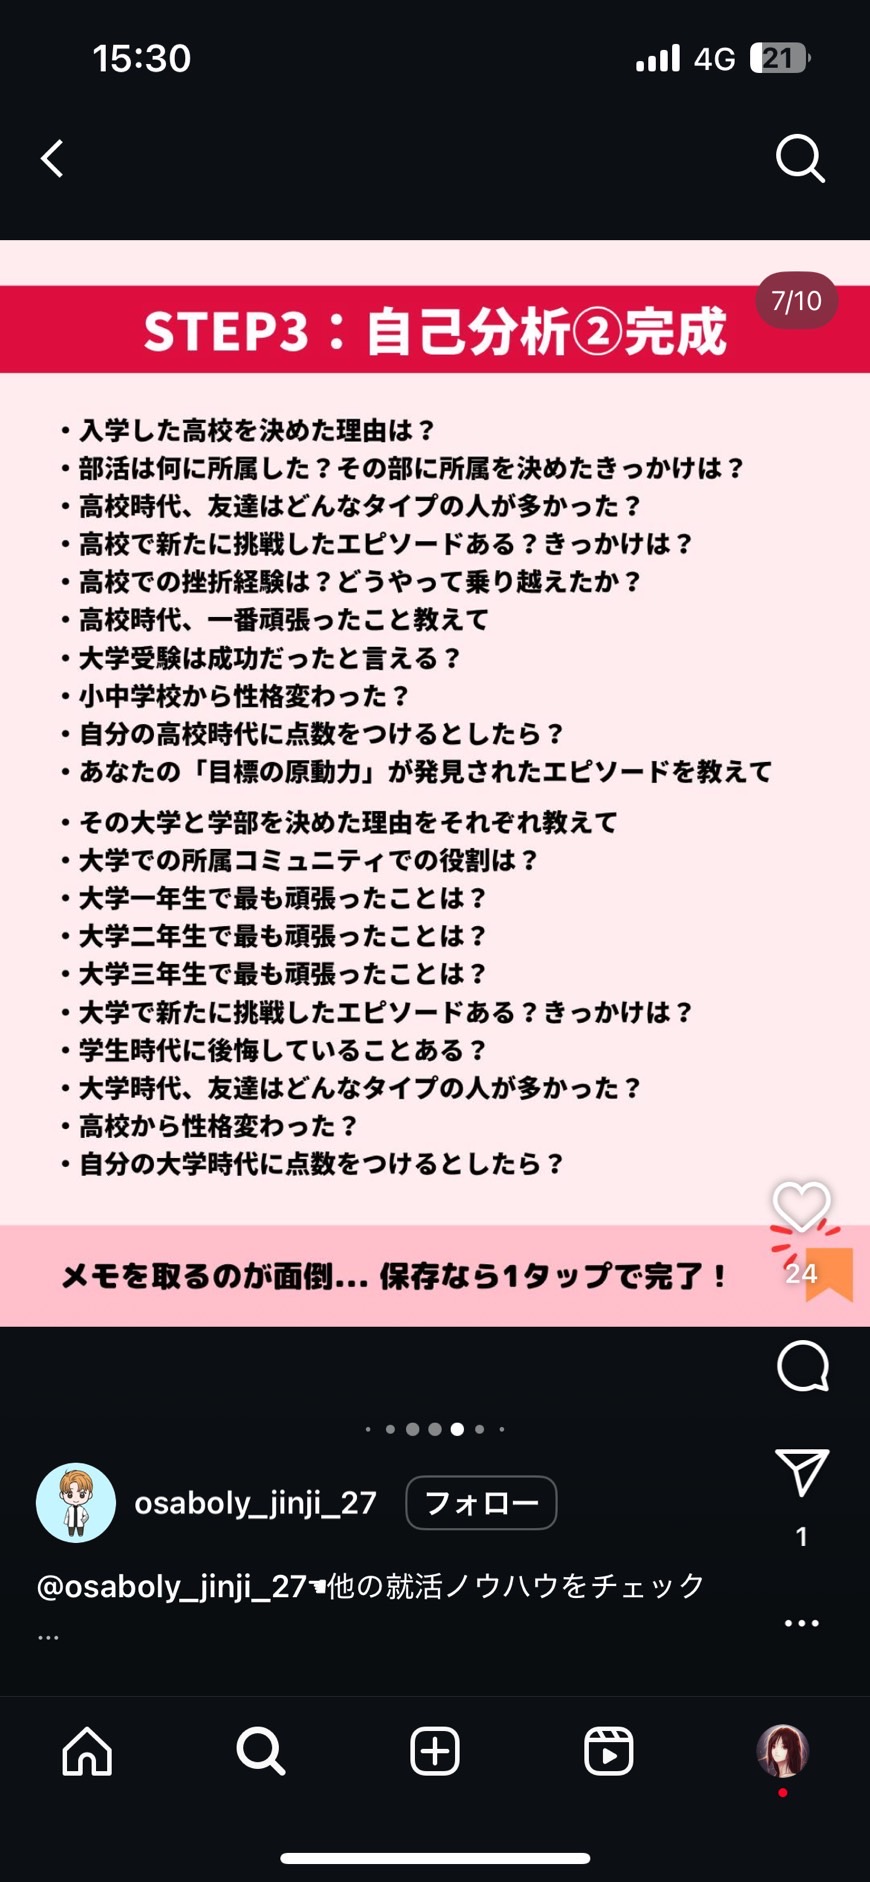 15:30
4G
21
7/10
STEP3：自己分析②完成
・入学した高校を決めた理由は？
・部活は何に所属した？その部に所属を決めたきっかけは？
・高校時代、友達はどんなタイプの人が多かった？
・高校で新たに挑戦したエピソードある？きっかけは？
・高校での挫折経験は？どうやって乗り越えたか？
・高校時代、一番頑張ったこと教えて
・大学受験は成功だったと言える？
・小中学校から性格変わった？
・自分の高校時代に点数をつけるとしたら？
・あなたの「目標の原動力」が発見されたエピソードを教えて
・その大学と学部を決めた理由をそれぞれ教えて
・大学での所属コミュニティでの役割は？
・大学一年生で最も頑張ったことは？
・大学二年生で最も頑張ったことは？
・大学三年生で最も頑張ったことは？
・大学で新たに挑戦したエピソードある？きっかけは？
・学生時代に後悔していることある？
・大学時代、友達はどんなタイプの人が多かった？
・高校から性格変わった？
・自分の大学時代に点数をつけるとしたら？
メモを取るのが面倒... 保存なら1タップで完了！
24
osaboly_jinji_27
フォロー
1
@osaboly_jinji_27☚他の就活ノウハウをチェック
...